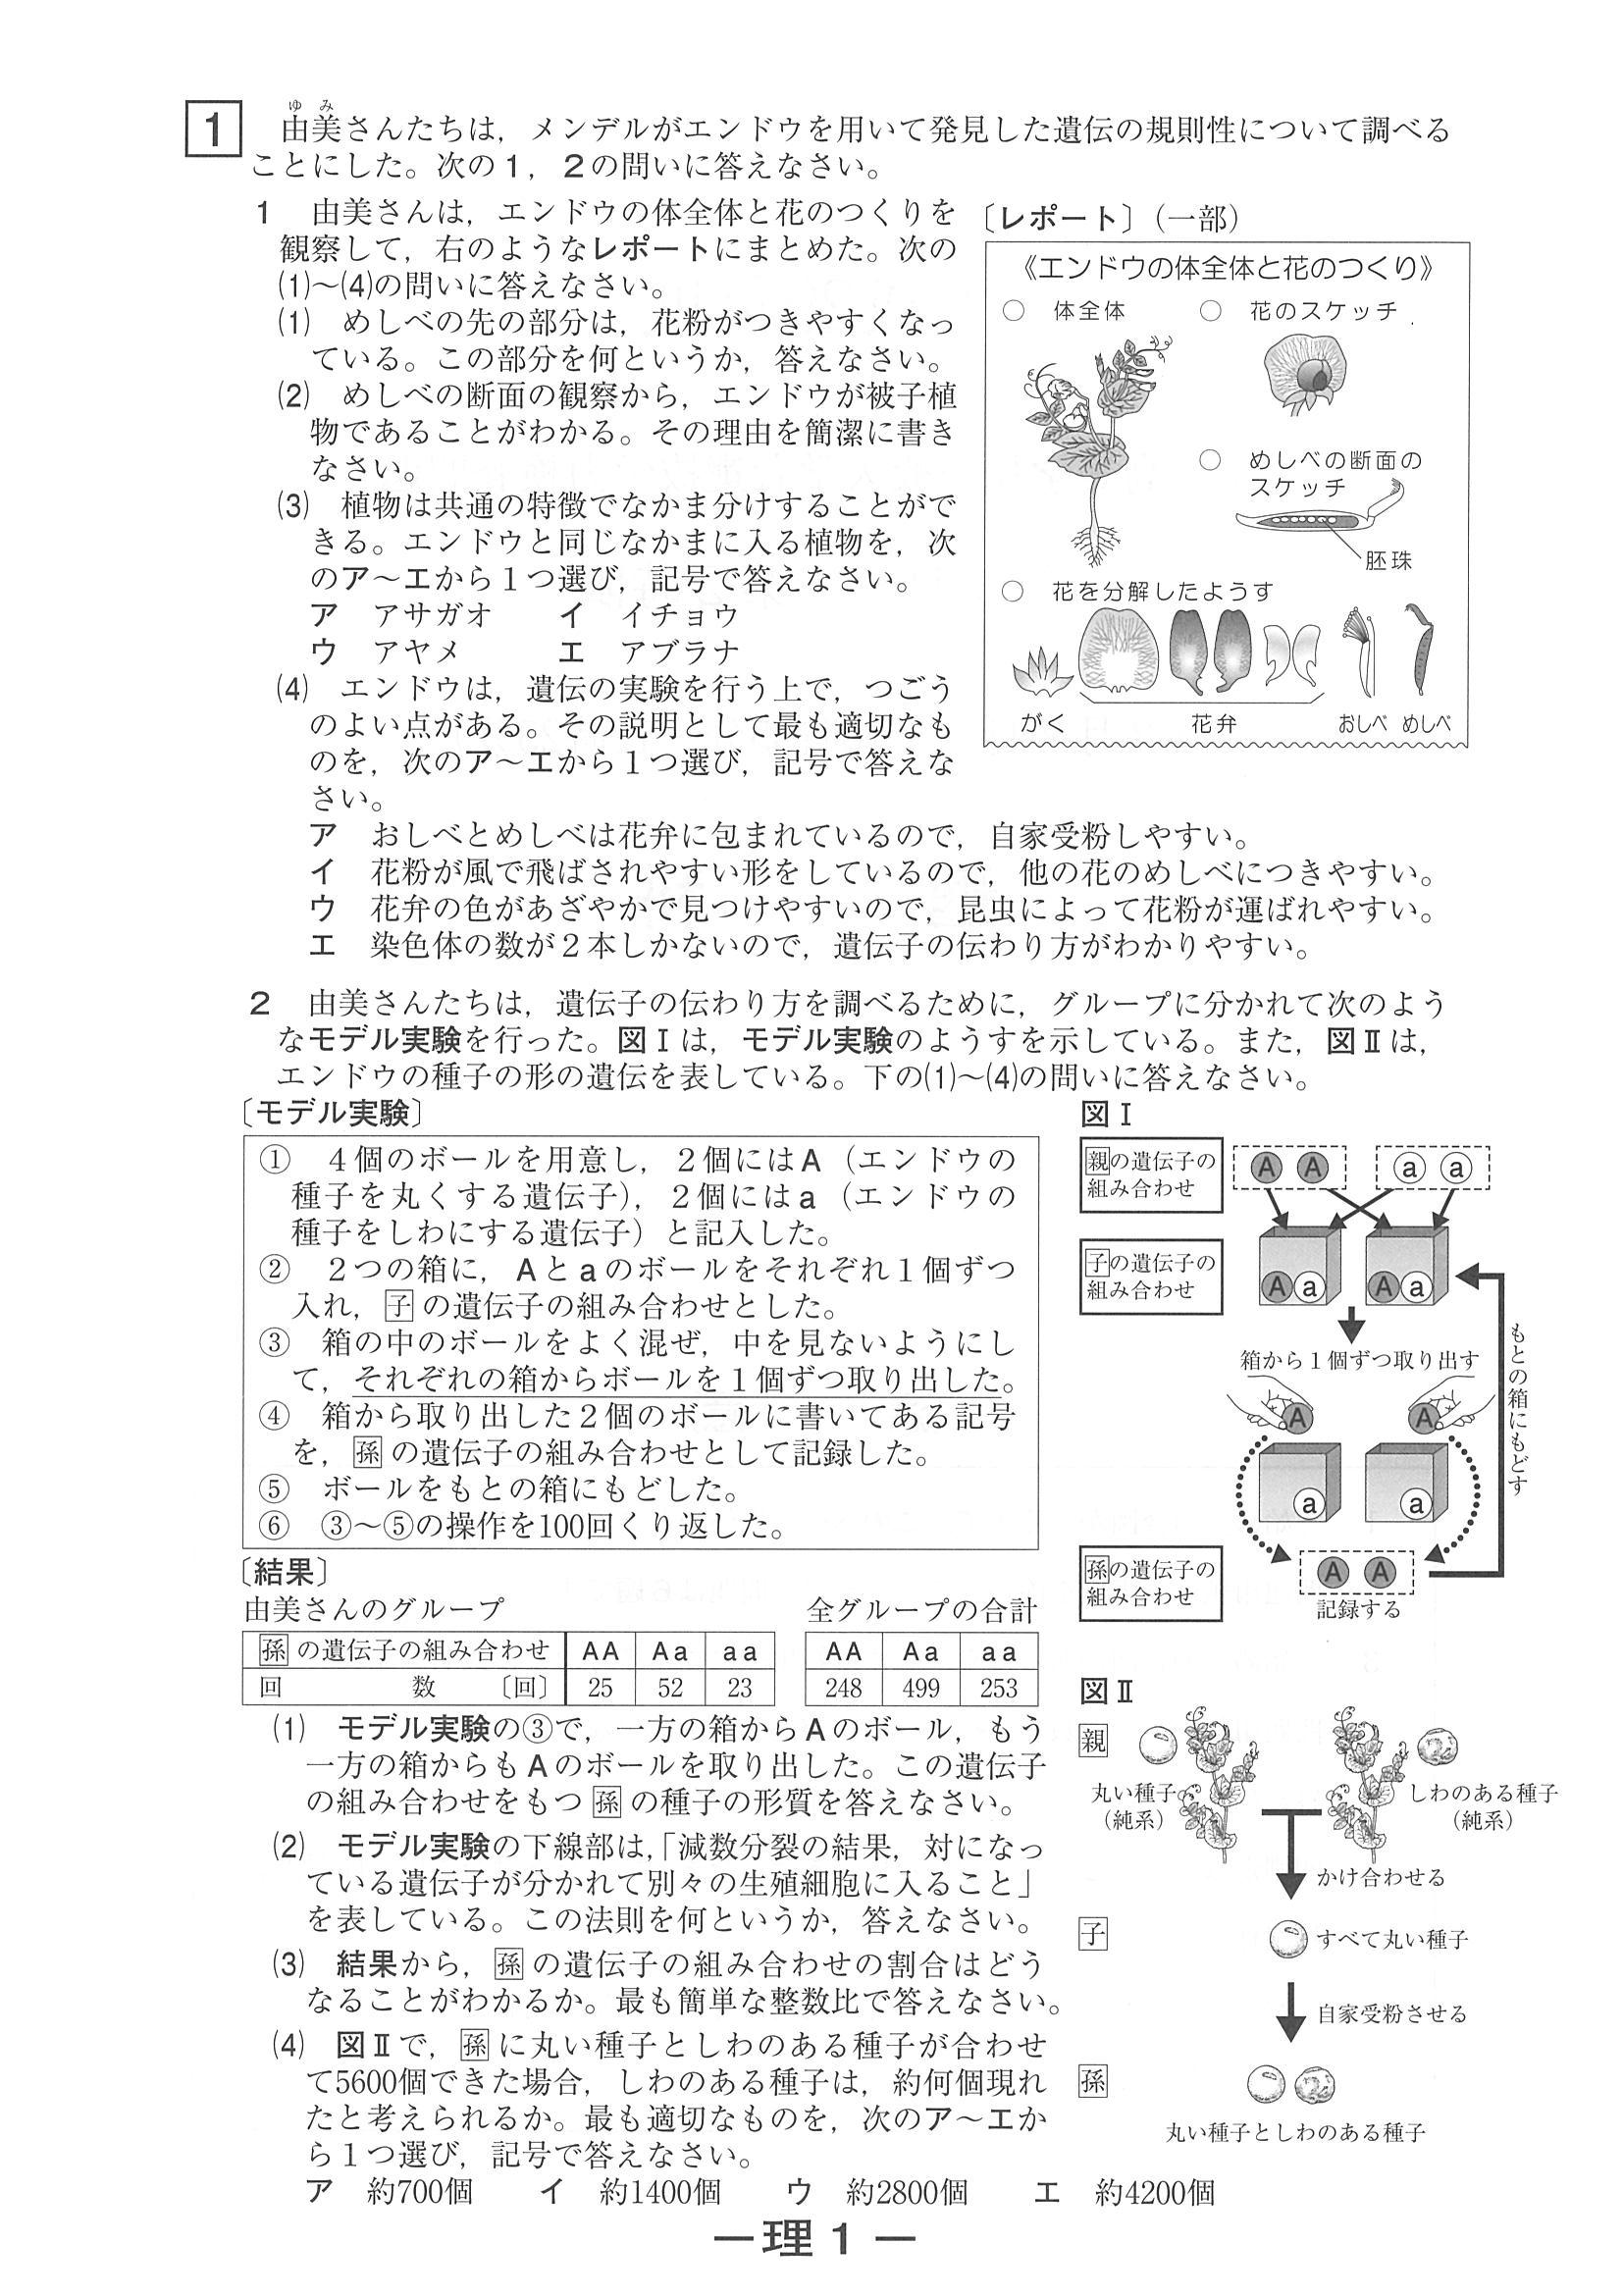 1
ゆ み
由美さんたちは，メンデルがエンドウを用いて発見した遺伝の規則性について調べる
ことにした。次の1，2の問いに答えなさい。
1 由美さんは，エンドウの体全体と花のつくりを
観察して，右のようなレポートにまとめた。次の
(1)～(4)の問いに答えなさい。
(1) めしべの先の部分は，花粉がつきやすくなっ
ている。この部分を何というか，答えなさい。
(2) めしべの断面の観察から，エンドウが被子植
物であることがわかる。その理由を簡潔に書き
なさい。
(3) 植物は共通の特徴でなかま分けすることがで
きる。エンドウと同じなかまに入る植物を，次
のア～エから１つ選び，記号で答えなさい。
ア アサガオ イ イチョウ
ウ アヤメ エ アブラナ
(4) エンドウは，遺伝の実験を行う上で，つごう
のよい点がある。その説明として最も適切なも
のを，次のア～エから１つ選び，記号で答えな
さい。
〔レポート〕（一部）
《エンドウの体全体と花のつくり》
○ 体全体
○ 花のスケッチ
○ めしべの断面の
スケッチ
胚珠
○ 花を分解したようす
がく 花弁 おしべ めしべ
ア おしべとめしべは花弁に包まれているので，自家受粉しやすい。
イ 花粉が風で飛ばされやすい形をしているので，他の花のめしべにつきやすい。
ウ 花弁の色があざやかで見つけやすいので，昆虫によって花粉が運ばれやすい。
エ 染色体の数が２本しかないので，遺伝子の伝わり方がわかりやすい。
2 由美さんたちは，遺伝子の伝わり方を調べるために，グループに分かれて次のよう
なモデル実験を行った。図Ⅰは，モデル実験のようすを示している。また，図Ⅱは，
エンドウの種子の形の遺伝を表している。下の(1)～(4)の問いに答えなさい。
〔モデル実験〕
① ４個のボールを用意し，２個にはA（エンドウの
種子を丸くする遺伝子），２個にはa（エンドウの
種子をしわにする遺伝子）と記入した。
② ２つの箱に，Aとaのボールをそれぞれ１個ずつ
入れ，子の遺伝子の組み合わせとした。
③ 箱の中のボールをよく混ぜ，中を見ないようにし
て，それぞれの箱からボールを１個ずつ取り出した。
④ 箱から取り出した２個のボールに書いてある記号
を，孫の遺伝子の組み合わせとして記録した。
⑤ ボールをもとの箱にもどした。
⑥ ③～⑤の操作を100回くり返した。
図Ⅰ
親の遺伝子の
組み合わせ
A A a a
子の遺伝子の
組み合わせ
A a A a
箱から１個ずつ取り出す
A A
a a
もとの箱にもどす
孫の遺伝子の
組み合わせ
A A
記録する
〔結果〕
由美さんのグループ 全グループの合計
孫の遺伝子の組み合わせ AA Aa aa AA Aa aa
回 数 〔回〕 25 52 23 248 499 253
(1) モデル実験の③で，一方の箱からAのボール，もう
一方の箱からもAのボールを取り出した。この遺伝子
の組み合わせをもつ孫の種子の形質を答えなさい。
(2) モデル実験の下線部は，「減数分裂の結果，対になっ
ている遺伝子が分かれて別々の生殖細胞に入ること」
を表している。この法則を何というか，答えなさい。
(3) 結果から，孫の遺伝子の組み合わせの割合はどう
なることがわかるか。最も簡単な整数比で答えなさい。
(4) 図Ⅱで，孫に丸い種子としわのある種子が合わせ
て5600個できた場合，しわのある種子は，約何個現れ
たと考えられるか。最も適切なものを，次のア～エか
ら１つ選び，記号で答えなさい。
ア 約700個 イ 約1400個 ウ 約2800個 エ 約4200個
図Ⅱ
親
丸い種子
（純系）
しわのある種子
（純系）
かけ合わせる
子
すべて丸い種子
自家受粉させる
孫
丸い種子としわのある種子
―理 1 ―